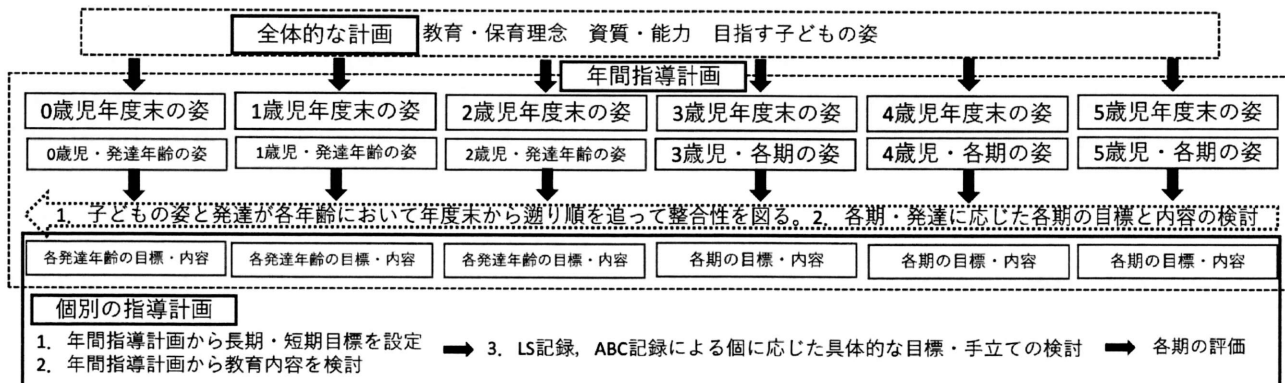 全体的な計画 教育・保育理念 資質・能力 目指す子どもの姿
年間指導計画
0歳児年度末の姿 1歳児年度末の姿 2歳児年度末の姿 3歳児年度末の姿 4歳児年度末の姿 5歳児年度末の姿
0歳児・発達年齢の姿 1歳児・発達年齢の姿 2歳児・発達年齢の姿 3歳児・各期の姿 4歳児・各期の姿 5歳児・各期の姿
1. 子どもの姿と発達が各年齢において年度末から遡り順を追って整合性を図る。2. 各期・発達に応じた各期の目標と内容の検討
各発達年齢の目標・内容 各発達年齢の目標・内容 各発達年齢の目標・内容 各期の目標・内容 各期の目標・内容 各期の目標・内容
個別の指導計画
1. 年間指導計画から長期・短期目標を設定
2. 年間指導計画から教育内容を検討
3. LS記録, ABC記録による個に応じた具体的な目標・手立ての検討
各期の評価